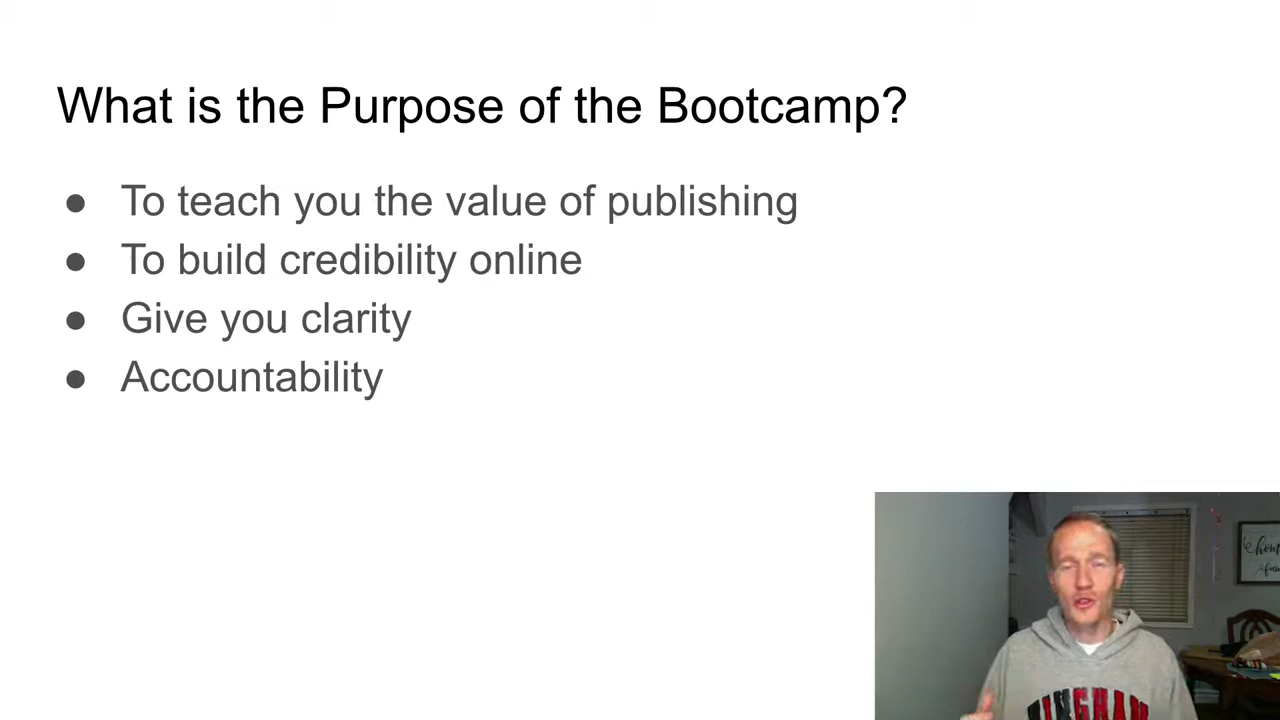 What is the Purpose of the Bootcamp?
● To teach you the value of publishing
● To build credibility online
● Give you clarity
● Accountability